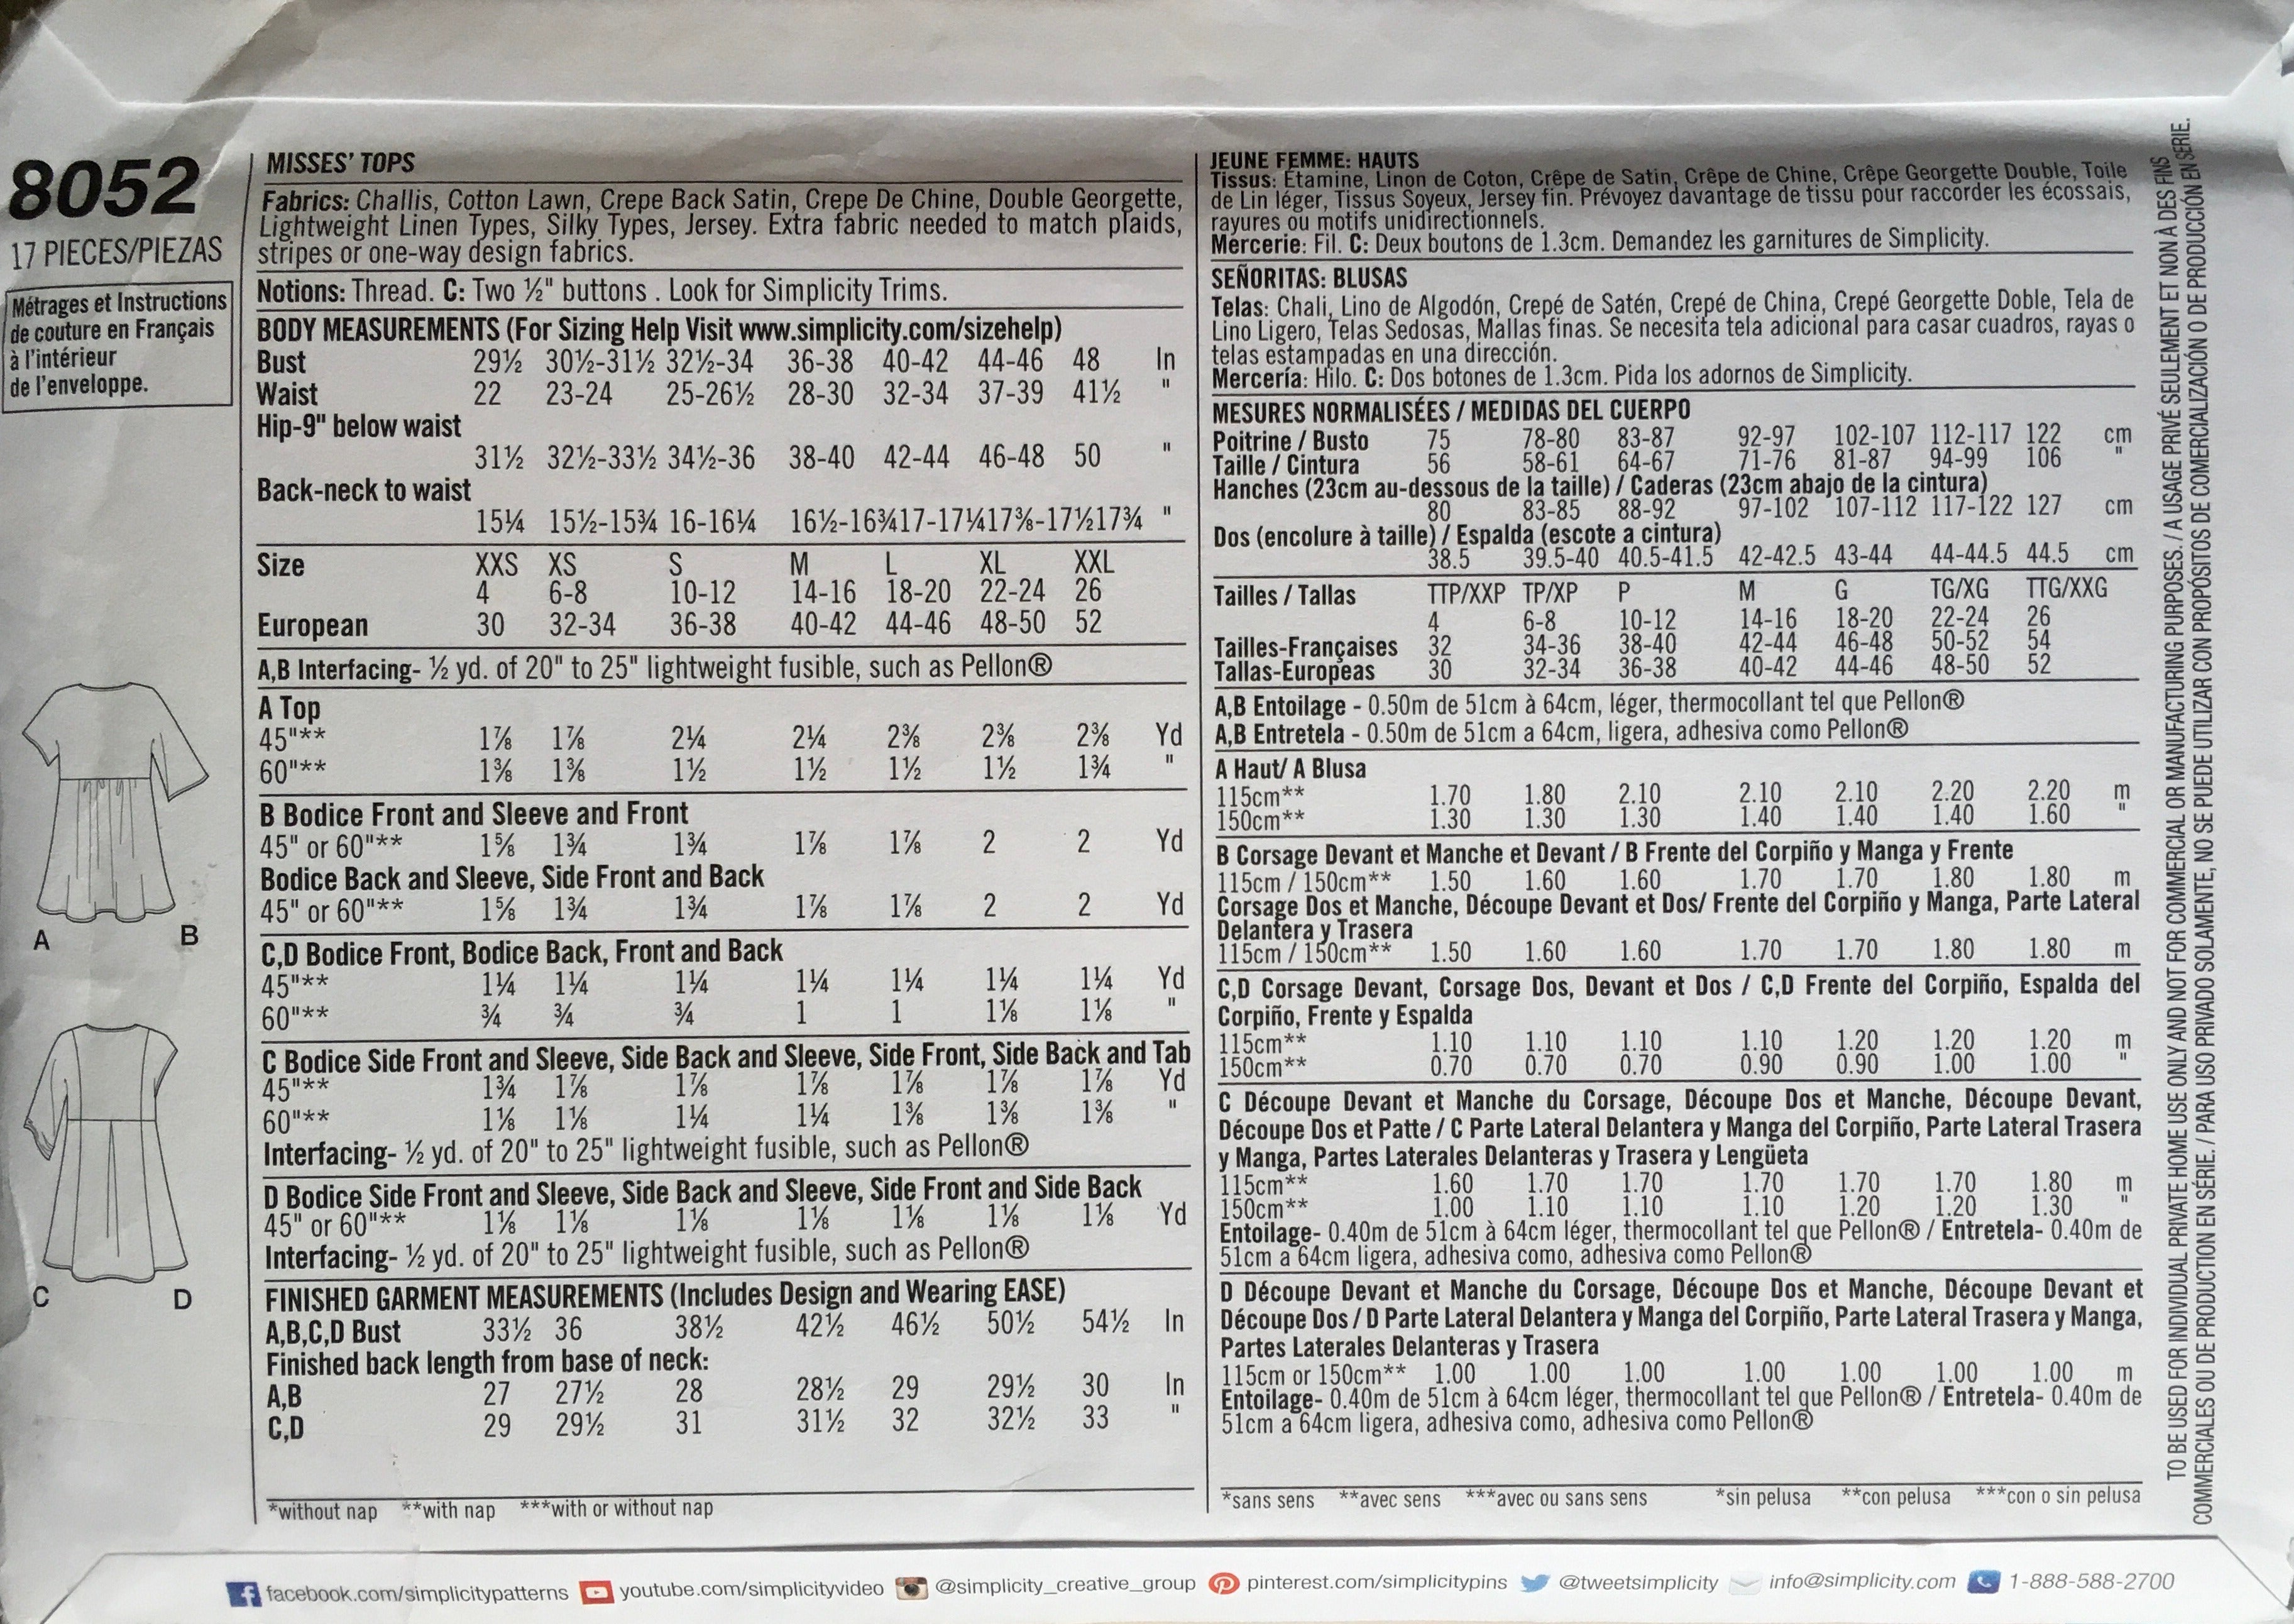 8052
17 PIECES/PIEZAS
Métrages et Instructions
de couture en Français
à l'intérieur
de l'enveloppe.
A
B
C
D
MISSES' TOPS
Fabrics: Challis, Cotton Lawn, Crepe Back Satin, Crepe De Chine, Double Georgette,
Lightweight Linen Types, Silky Types, Jersey. Extra fabric needed to match plaids,
stripes or one-way design fabrics.
Notions: Thread. C: Two ½" buttons . Look for Simplicity Trims.
BODY MEASUREMENTS (For Sizing Help Visit www.simplicity.com/sizehelp)
Bust 29½ 30½-31½ 32½-34 36-38 40-42 44-46 48 In
Waist 22 23-24 25-26½ 28-30 32-34 37-39 41½ "
Hip-9" below waist
31½ 32½-33½ 34½-36 38-40 42-44 46-48 50 "
Back-neck to waist
15¼ 15½-15¾ 16-16¼ 16½-16¾ 17-17¼ 17⅜-17½ 17¾ "
Size XXS XS S M L XL XXL
4 6-8 10-12 14-16 18-20 22-24 26
European 30 32-34 36-38 40-42 44-46 48-50 52
A,B Interfacing- ½ yd. of 20" to 25" lightweight fusible, such as Pellon®
A Top
45"** 1⅞ 1⅞ 2¼ 2¼ 2⅜ 2⅜ 2⅜ Yd
60"** 1⅜ 1⅜ 1½ 1½ 1½ 1½ 1¾ "
B Bodice Front and Sleeve and Front
45" or 60"** 1⅝ 1¾ 1¾ 1⅞ 1⅞ 2 2 Yd
Bodice Back and Sleeve, Side Front and Back
45" or 60"** 1⅝ 1¾ 1¾ 1⅞ 1⅞ 2 2 Yd
C,D Bodice Front, Bodice Back, Front and Back
45"** 1¼ 1¼ 1¼ 1¼ 1¼ 1¼ 1¼ Yd
60"** ¾ ¾ ¾ 1 1 1⅛ 1⅛ "
C Bodice Side Front and Sleeve, Side Back and Sleeve, Side Front, Side Back and Tab
45"** 1¾ 1⅞ 1⅞ 1⅞ 1⅞ 1⅞ 1⅞ Yd
60"** 1⅛ 1⅛ 1¼ 1¼ 1⅜ 1⅜ 1⅜ "
Interfacing- ½ yd. of 20" to 25" lightweight fusible, such as Pellon®
D Bodice Side Front and Sleeve, Side Back and Sleeve, Side Front and Side Back
45" or 60"** 1⅛ 1⅛ 1⅛ 1⅛ 1⅛ 1⅛ 1⅛ Yd
Interfacing- ½ yd. of 20" to 25" lightweight fusible, such as Pellon®
FINISHED GARMENT MEASUREMENTS (Includes Design and Wearing EASE)
A,B,C,D Bust 33½ 36 38½ 42½ 46½ 50½ 54½ In
Finished back length from base of neck:
A,B 27 27½ 28 28½ 29 29½ 30 In
C,D 29 29½ 31 31½ 32 32½ 33 "
*without nap **with nap ***with or without nap
JEUNE FEMME: HAUTS
Tissus: Étamine, Linon de Coton, Crêpe de Satin, Crêpe de Chine, Crêpe Georgette Double, Toile
de Lin léger, Tissus Soyeux, Jersey fin. Prévoyez davantage de tissu pour raccorder les écossais,
rayures ou motifs unidirectionnels.
Mercerie: Fil. C: Deux boutons de 1.3cm. Demandez les garnitures de Simplicity.
SEÑORITAS: BLUSAS
Telas: Chali, Lino de Algodón, Crepé de Satén, Crepé de China, Crepé Georgette Doble, Tela de
Lino Ligero, Telas Sedosas, Mallas finas. Se necesita tela adicional para casar cuadros, rayas o
telas estampadas en una dirección.
Mercería: Hilo. C: Dos botones de 1.3cm. Pida los adornos de Simplicity.
MESURES NORMALISÉES / MEDIDAS DEL CUERPO
Poitrine / Busto 75 78-80 83-87 92-97 102-107 112-117 122 cm
Taille / Cintura 56 58-61 64-67 71-76 81-87 94-99 106 "
Hanches (23cm au-dessous de la taille) / Caderas (23cm abajo de la cintura)
80 83-85 88-92 97-102 107-112 117-122 127 cm
Dos (encolure à taille) / Espalda (escote a cintura)
38.5 39.5-40 40.5-41.5 42-42.5 43-44 44-44.5 44.5 cm
Tailles / Tallas TTP/XXP TP/XP P M G TG/XG TTG/XXG
4 6-8 10-12 14-16 18-20 22-24 26
Tailles-Françaises 32 34-36 38-40 42-44 46-48 50-52 54
Tallas-Européas 30 32-34 36-38 40-42 44-46 48-50 52
A,B Entoilage - 0.50m de 51cm à 64cm, léger, thermocollant tel que Pellon®
A,B Entretela - 0.50m de 51cm a 64cm, ligera, adhesiva como Pellon®
A Haut/ A Blusa
115cm** 1.70 1.80 2.10 2.10 2.10 2.20 2.20 m
150cm** 1.30 1.30 1.30 1.40 1.40 1.40 1.60 "
B Corsage Devant et Manche et Devant / B Frente del Corpiño y Manga y Frente
115cm / 150cm** 1.50 1.60 1.60 1.70 1.70 1.80 1.80 m
Corsage Dos et Manche, Découpe Devant et Dos/ Frente del Corpiño y Manga, Parte Lateral
Delantera y Trasera
115cm / 150cm** 1.50 1.60 1.60 1.70 1.70 1.80 1.80 m
C,D Corsage Devant, Corsage Dos, Devant et Dos / C,D Frente del Corpiño, Espalda del
Corpiño, Frente y Espalda
115cm** 1.10 1.10 1.10 1.10 1.20 1.20 1.20 m
150cm** 0.70 0.70 0.70 0.90 0.90 1.00 1.00 "
C Découpe Devant et Manche du Corsage, Découpe Dos et Manche, Découpe Devant,
Découpe Dos et Patte / C Parte Lateral Delantera y Manga del Corpiño, Parte Lateral Trasera
y Manga, Partes Laterales Delanteras y Trasera y Lengüeta
115cm** 1.60 1.70 1.70 1.70 1.70 1.70 1.80 m
150cm** 1.00 1.10 1.10 1.10 1.20 1.20 1.30 "
Entoilage- 0.40m de 51cm à 64cm léger, thermocollant tel que Pellon® / Entretela- 0.40m de
51cm a 64cm ligera, adhesiva como, adhesiva como Pellon®
D Découpe Devant et Manche du Corsage, Découpe Dos et Manche, Découpe Devant et
Découpe Dos / D Parte Lateral Delantera y Manga del Corpiño, Parte Lateral Trasera y Manga,
Partes Laterales Delanteras y Trasera
115cm or 150cm** 1.00 1.00 1.00 1.00 1.00 1.00 1.00 m
Entoilage- 0.40m de 51cm à 64cm léger, thermocollant tel que Pellon® / Entretela- 0.40m de
51cm a 64cm ligera, adhesiva como, adhesiva como Pellon®
*sans sens **avec sens ***avec ou sans sens *sin pelusa **con pelusa ***con o sin pelusa
TO BE USED FOR INDIVIDUAL PRIVATE HOME USE ONLY AND NOT FOR COMMERCIAL OR MANUFACTURING PURPOSES. / A USAGE PRIVÉ SEULEMENT ET NON À DES FINS
COMMERCIALES OU DE PRODUCTION EN SÉRIE. / PARA USO PRIVADO SOLAMENTE, NO SE PUEDE UTILIZAR CON PROPÓSITOS DE COMERCIALIZACIÓN O DE PRODUCCIÓN EN SERIE.
facebook.com/simplicitypatterns youtube.com/simplicityvideo @simplicity_creative_group pinterest.com/simplicitypins @tweetsimplicity info@simplicity.com 1-888-588-2700